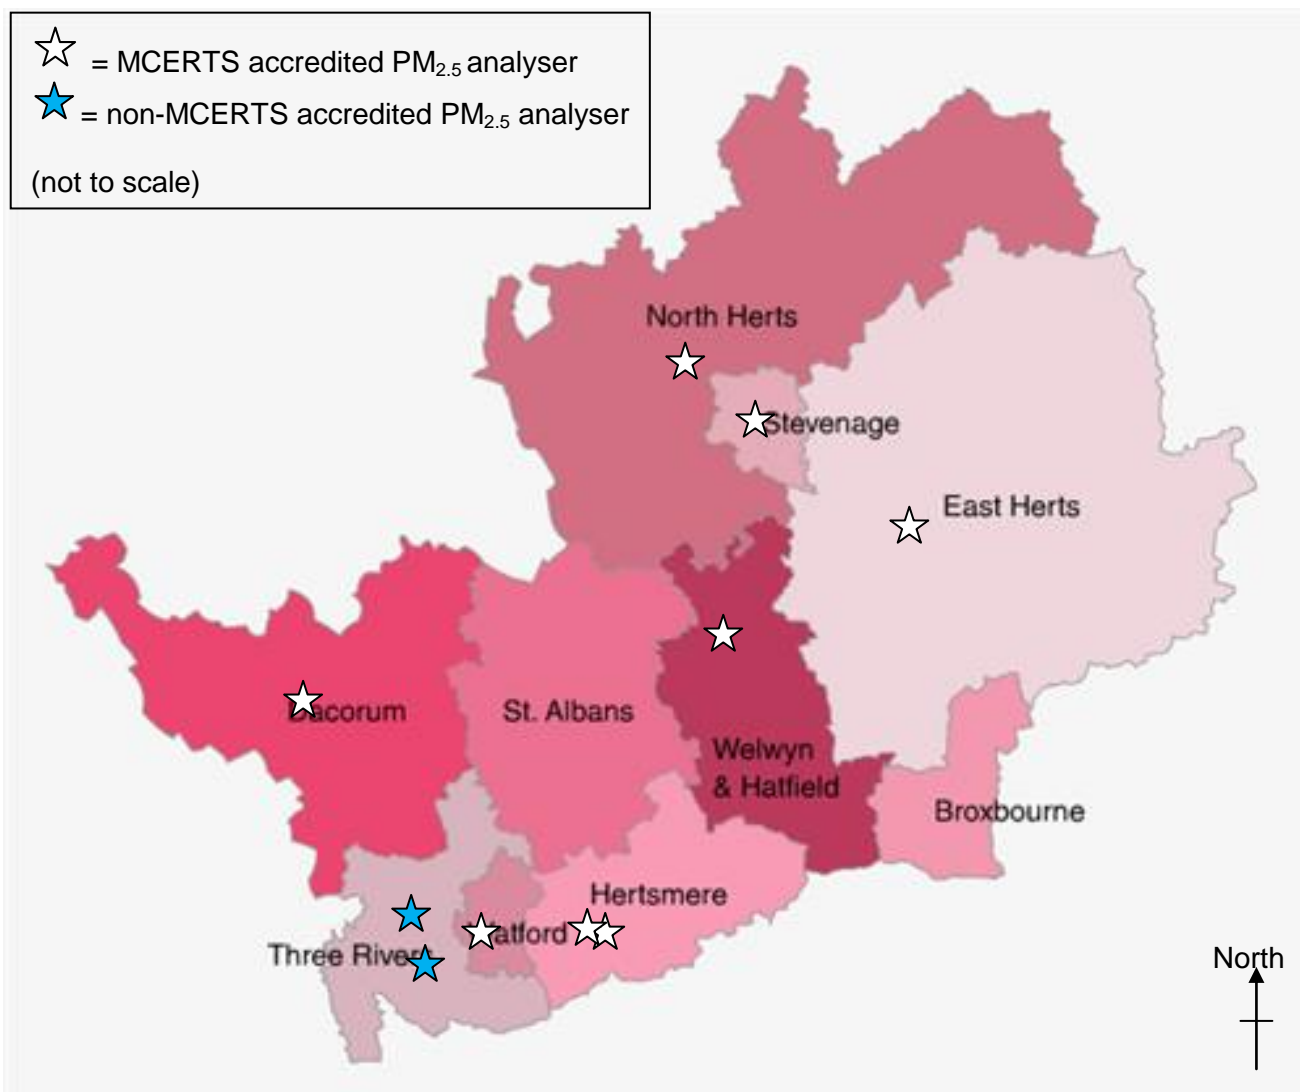 = MCERTS accredited PM2.5 analyser
= non-MCERTS accredited PM2.5 analyser
(not to scale)
North Herts
Stevenage
East Herts
Dacorum
St. Albans
Welwyn
& Hatfield
Broxbourne
Hertsmere
Watford
Three Rivers
North